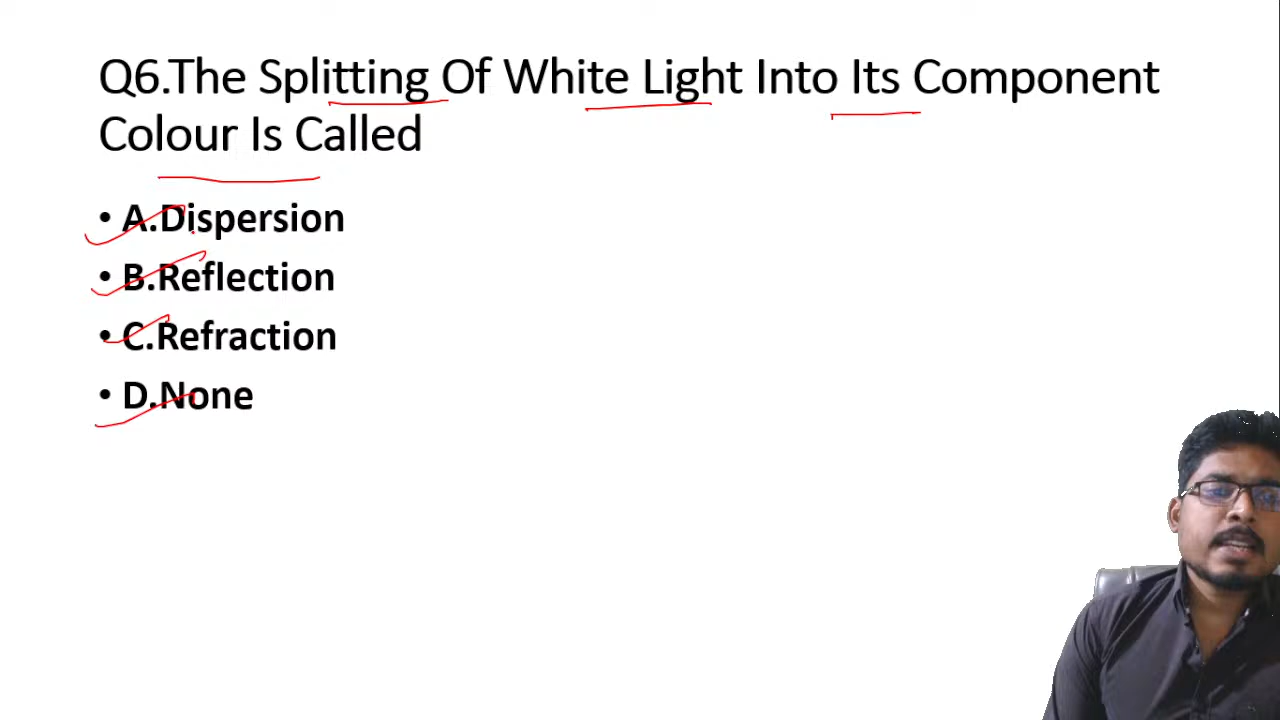 Q6.The Splitting Of White Light Into Its Component
Colour Is Called
• A.Dispersion
• B.Reflection
• C.Refraction
• D.None